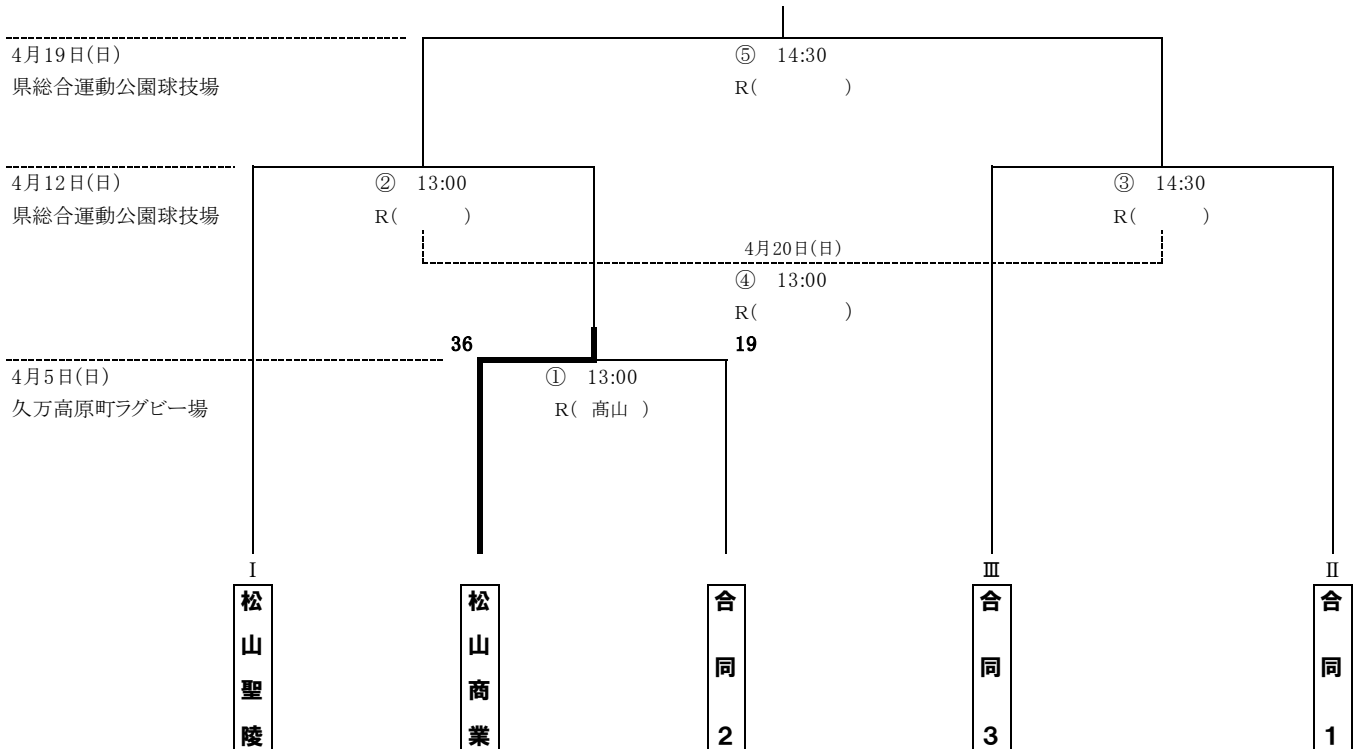 4月19日(日)
⑤ 14:30
県総合運動公園球技場
R( )
4月12日(日)
② 13:00
③ 14:30
県総合運動公園球技場
R( )
R( )
4月20日(日)
④ 13:00
R( )
36
19
4月5日(日)
① 13:00
久万高原町ラグビー場
R( 髙山 )
Ⅰ
Ⅲ
Ⅱ
松山聖陵
松山商業
合同2
合同3
合同1